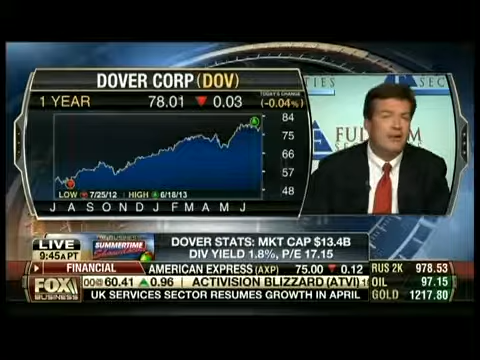 DOVER CORP (DOV)
1 YEAR 78.01 0.03 TODAY'S CHANGE (-0.04%)
84
75
66
57
48
LOW 7/25/12 HIGH 6/18/13
J A S O N D J F M A M J
SEC
FU M
LIVE
9:45A PT
SUMMERTIME
DOVER STATS: MKT CAP $13.4B
DIV YIELD 1.8%, P/E 17.15
FINANCIAL AMERICAN EXPRESS (AXP) 75.00 0.12
RUS 2K 978.53
FOX BUSINESS
60.41 0.96 ACTIVISION BLIZZARD (ATVI)
OIL 97.15
UK SERVICES SECTOR RESUMES GROWTH IN APRIL
GOLD 1217.80